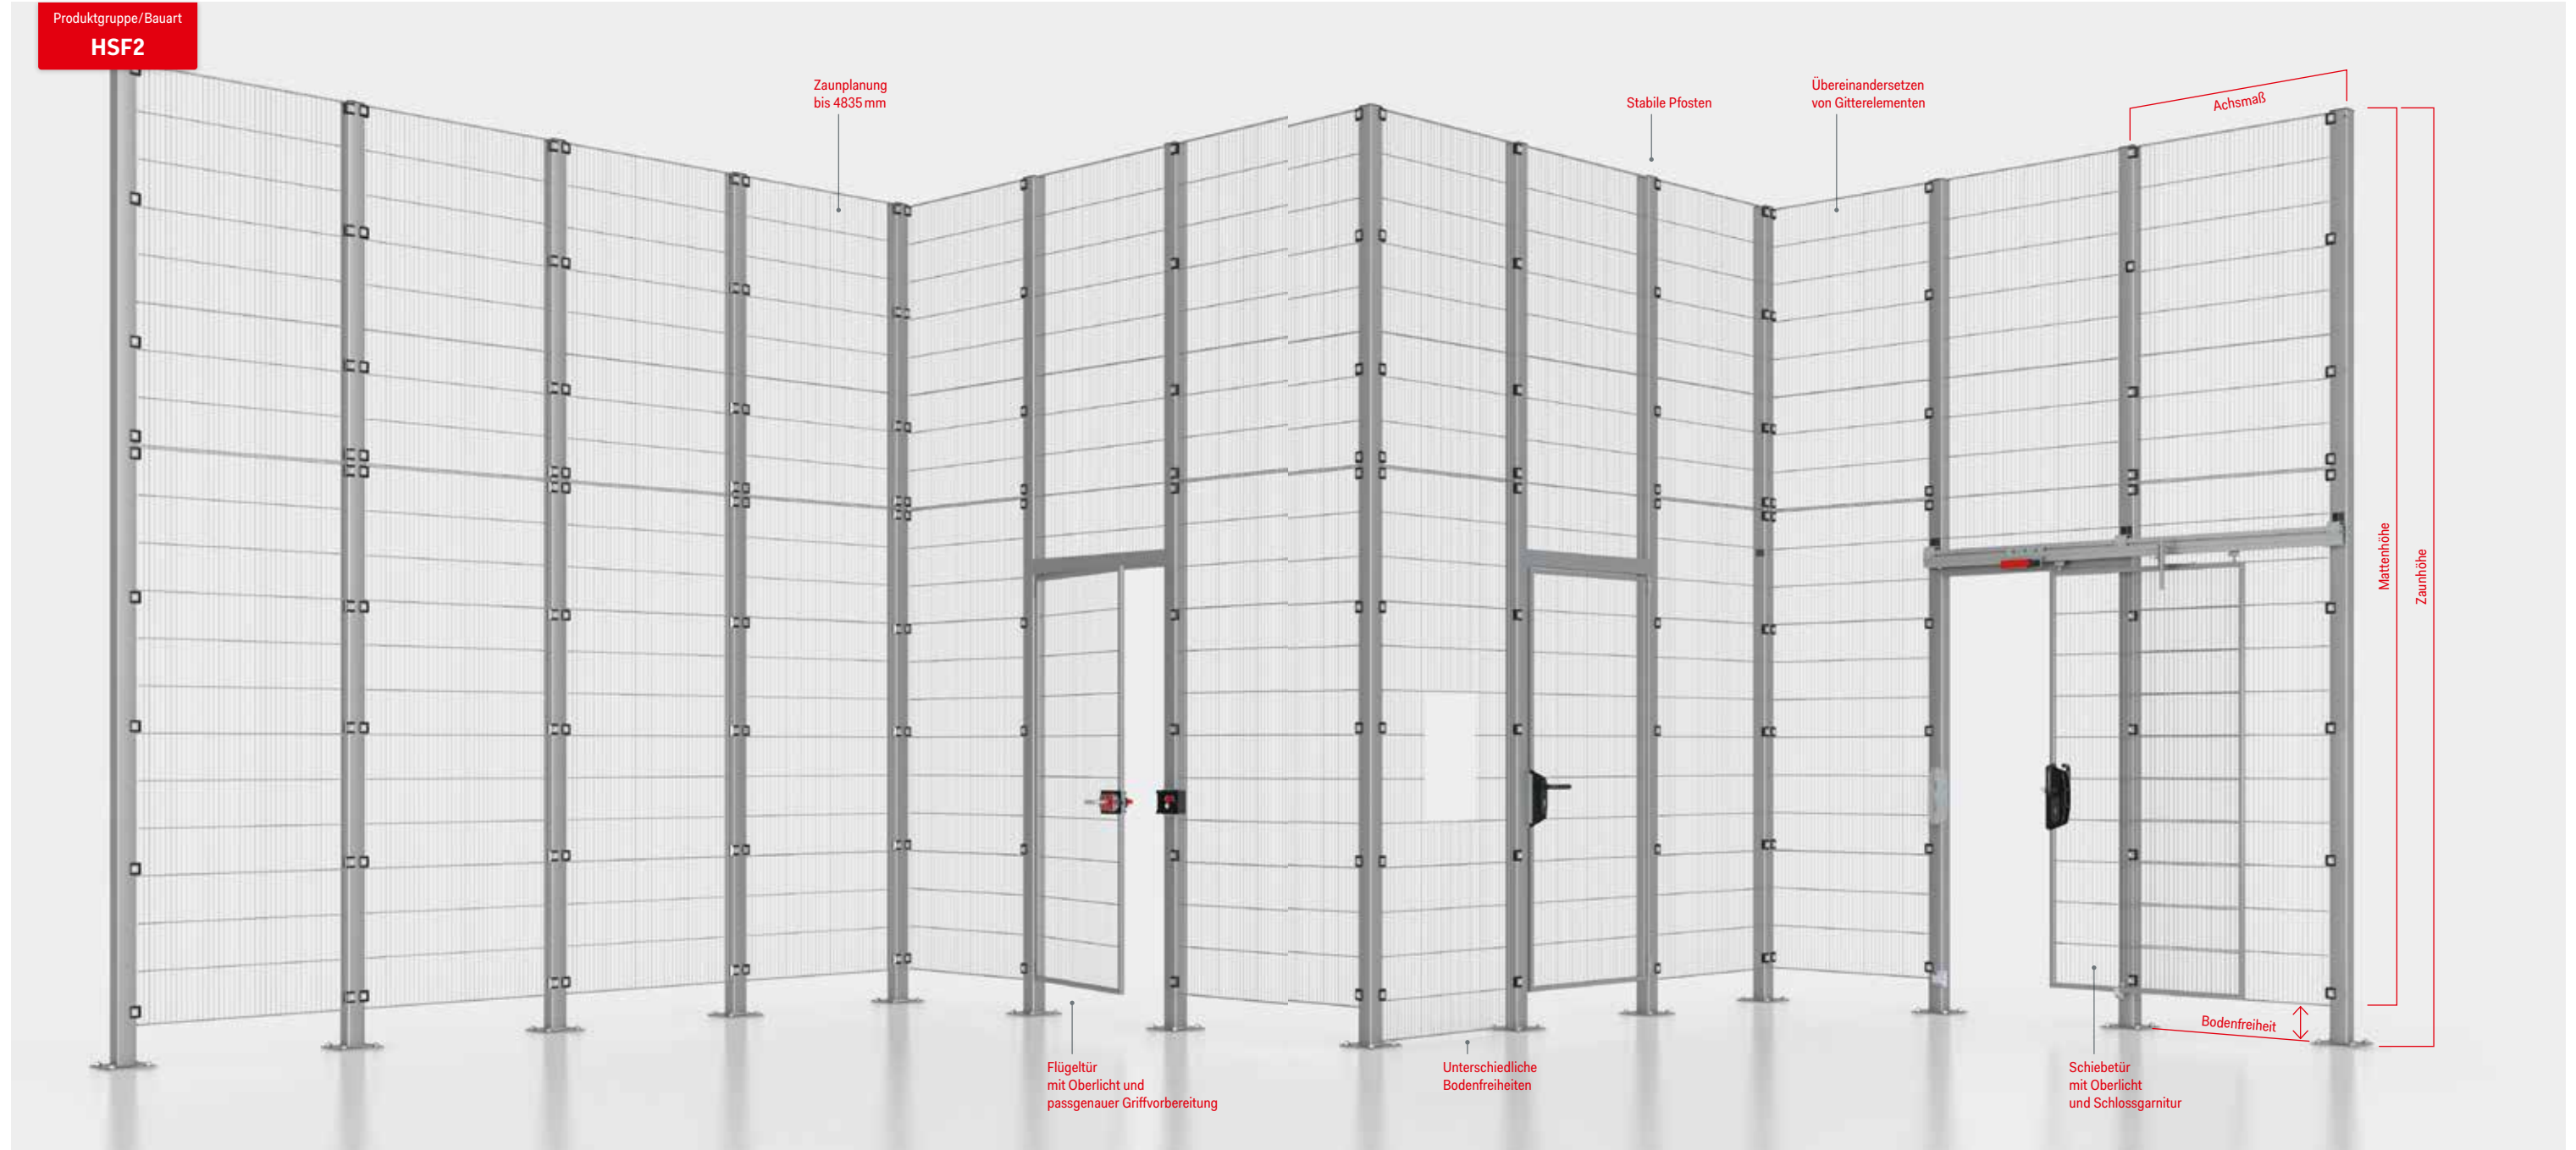 Produktgruppe/Bauart
HSF2
Zaunplanung
bis 4835 mm
Stabile Pfosten
Übereinandersetzen
von Gitterelementen
Achsmaß
Mattenhöhe
Zaunhöhe
Bodenfreiheit
Flügeltür
mit Oberlicht und
passgenauer Griffvorbereitung
Unterschiedliche
Bodenfreiheiten
Schiebetür
mit Oberlicht
und Schlossgarnitur